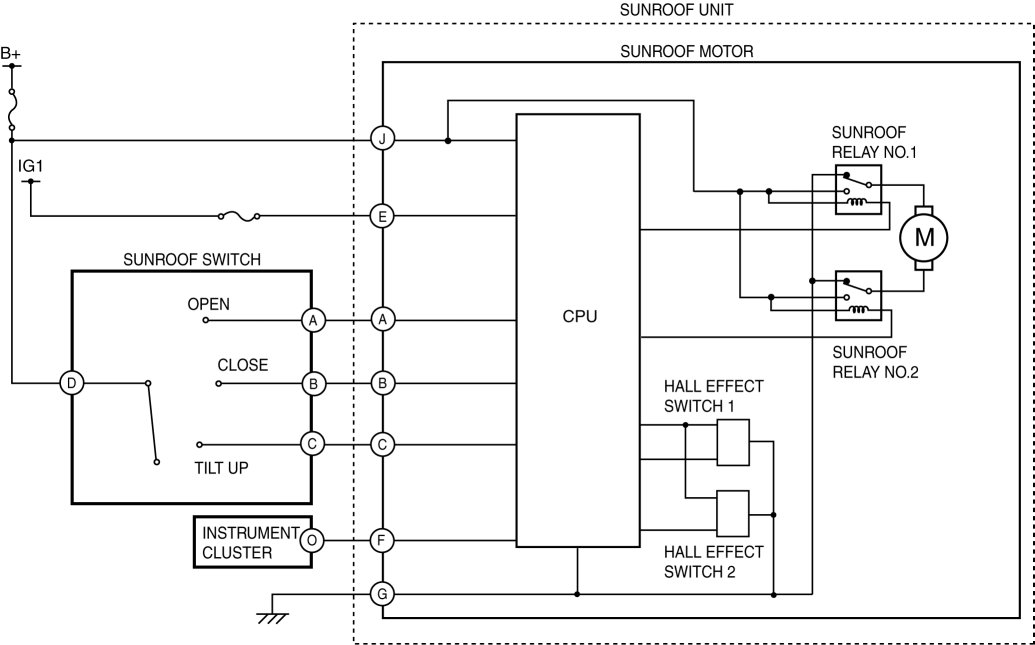 SUNROOF UNIT
B+
SUNROOF MOTOR
J
SUNROOF
RELAY NO.1
IG1
E
M
SUNROOF SWITCH
OPEN
A
A
CPU
CLOSE
D
B
B
SUNROOF
RELAY NO.2
HALL EFFECT
SWITCH 1
C
C
TILT UP
INSTRUMENT
CLUSTER
O
F
HALL EFFECT
SWITCH 2
G